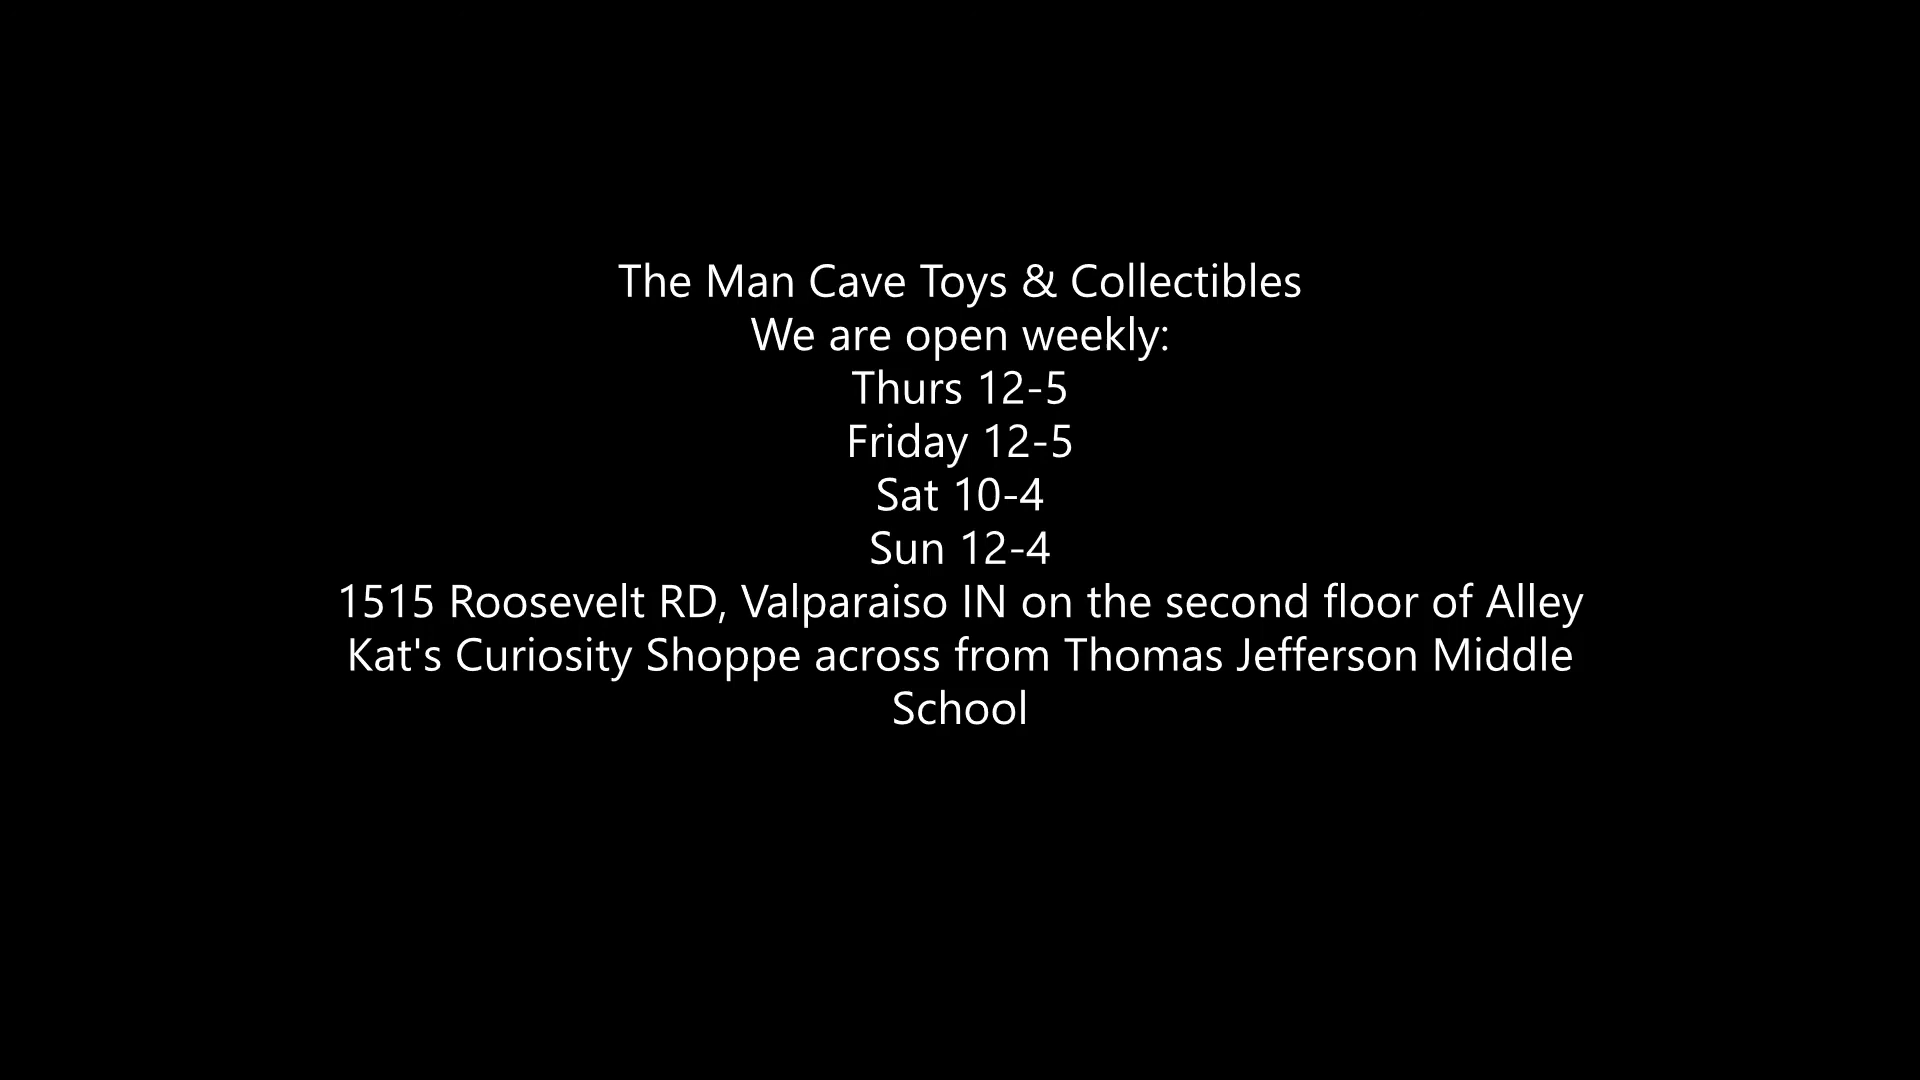 The Man Cave Toys & Collectibles
We are open weekly:
Thurs 12-5
Friday 12-5
Sat 10-4
Sun 12-4
1515 Roosevelt RD, Valparaiso IN on the second floor of Alley
Kat's Curiosity Shoppe across from Thomas Jefferson Middle
School